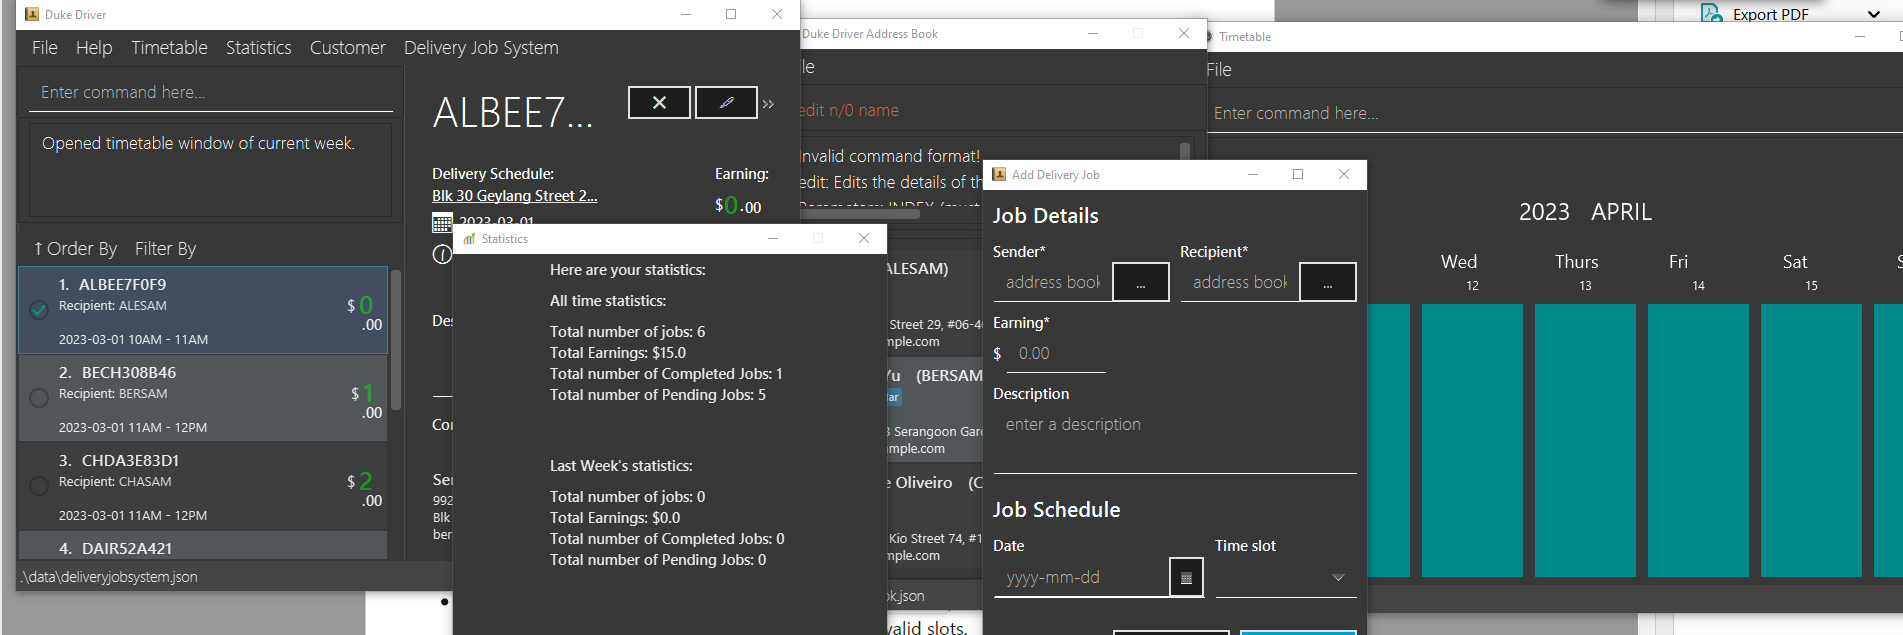 Duke Driver
File Help Timetable Statistics Customer Delivery Job System
Enter command here...
Opened timetable window of current week.
Order By Filter By
1. ALBEE7F0F9
Recipient: ALESAM
$0.00
2023-03-01 10AM - 11AM
2. BECH308B46
Recipient: BERSAM
$1.00
2023-03-01 11AM - 12PM
3. CHDA3E83D1
Recipient: CHASAM
$2.00
2023-03-01 11AM - 12PM
4. DAIR52A421
.\data\deliveryjobsystem.json
ALBEE7...
Delivery Schedule:
Blk 30 Geylang Street 2...
2023-03-01
Earning:
$0.00
992
Blk
ber
Statistics
Here are your statistics:
All time statistics:
Total number of jobs: 6
Total Earnings: $15.0
Total number of Completed Jobs: 1
Total number of Pending Jobs: 5
Last Week's statistics:
Total number of jobs: 0
Total Earnings: $0.0
Total number of Completed Jobs: 0
Total number of Pending Jobs: 0
Duke Driver Address Book
edit n/0 name
Invalid command format!
edit: Edits the details of th
ALESAM)
Street 29, #06-4
mple.com
Yu (BERSAM
ar
3 Serangoon Gard
mple.com
e Oliveiro (C
Kio Street 74, #1
mple.com
ok.json
valid slots.
Add Delivery Job
Job Details
Sender* Recipient*
address book ... address book ...
Earning*
$ 0.00
Description
enter a description
Job Schedule
Date Time slot
yyyy-mm-dd
Export PDF
Timetable
File
Enter command here...
2023 APRIL
Wed Thurs Fri Sat S
12 13 14 15